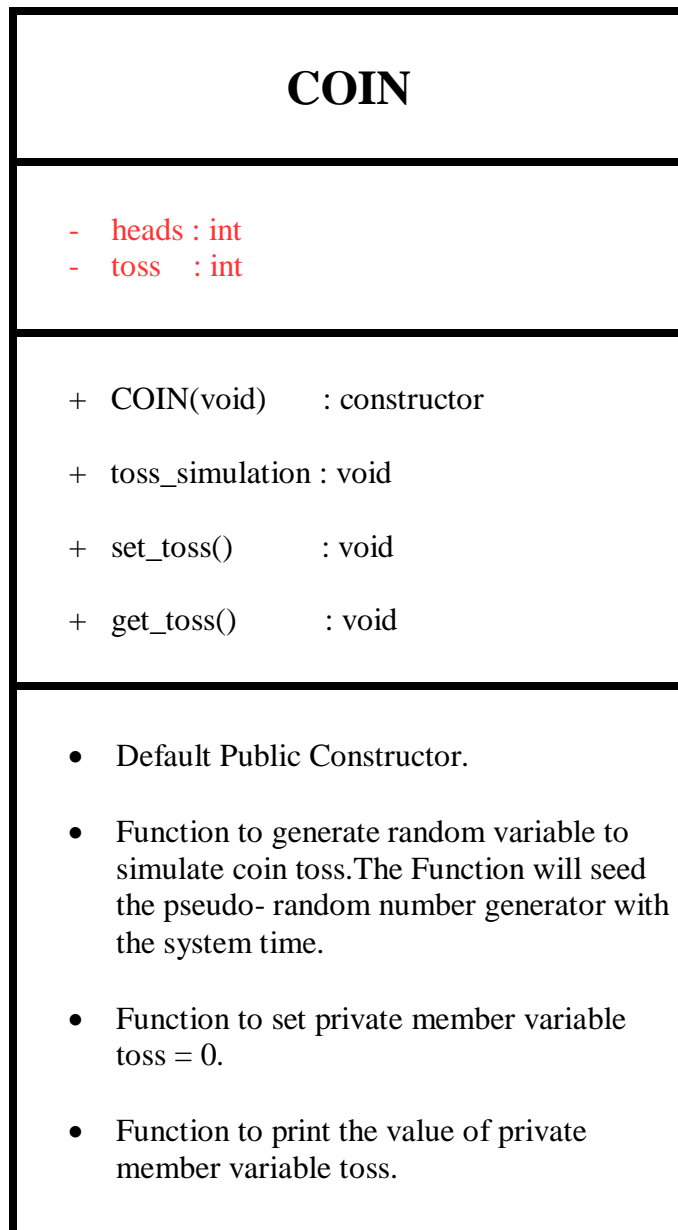 COIN
- heads : int
- toss : int
+ COIN(void) : constructor
+ toss_simulation : void
+ set_toss() : void
+ get_toss() : void
• Default Public Constructor.
• Function to generate random variable to
simulate coin toss.The Function will seed
the pseudo- random number generator with
the system time.
• Function to set private member variable
toss = 0.
• Function to print the value of private
member variable toss.